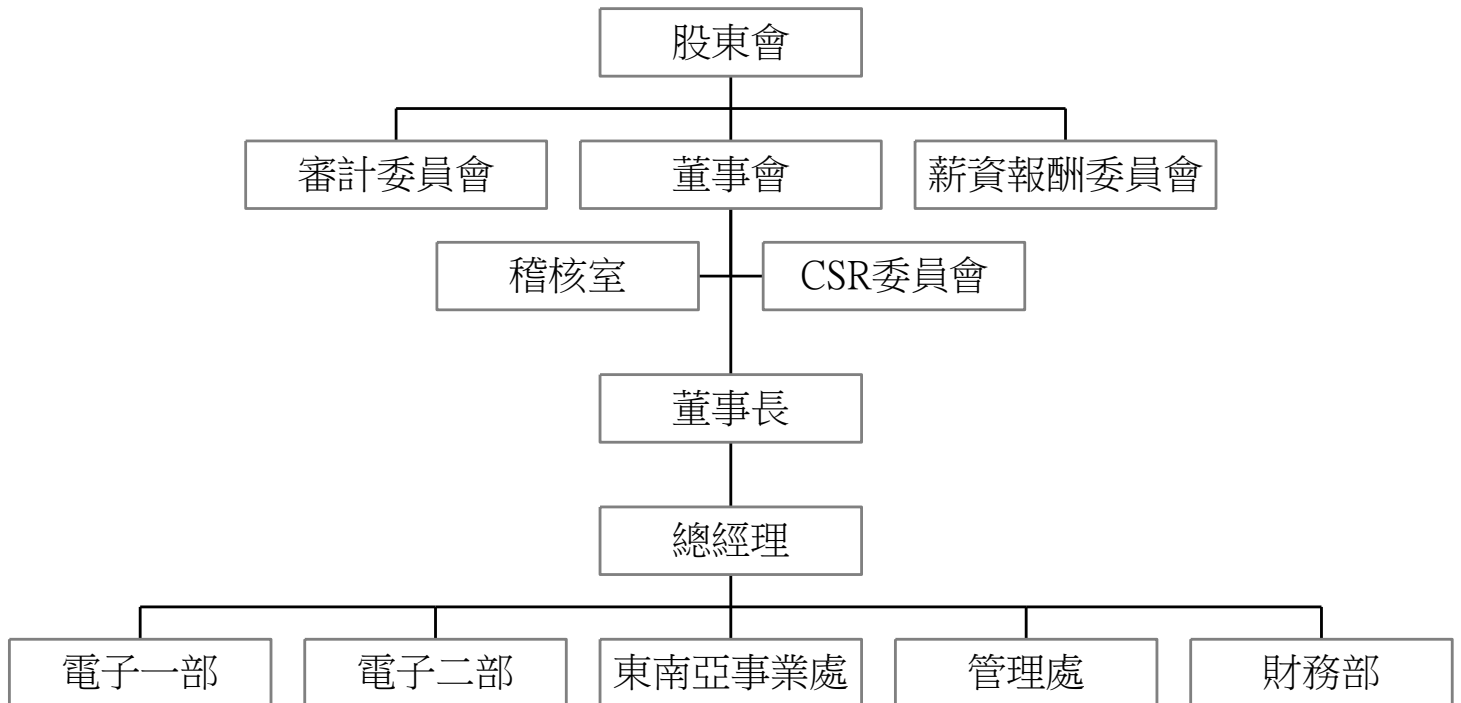 股東會
審計委員會
董事會
薪資報酬委員會
稽核室
CSR委員會
董事長
總經理
電子一部
電子二部
東南亞事業處
管理處
財務部